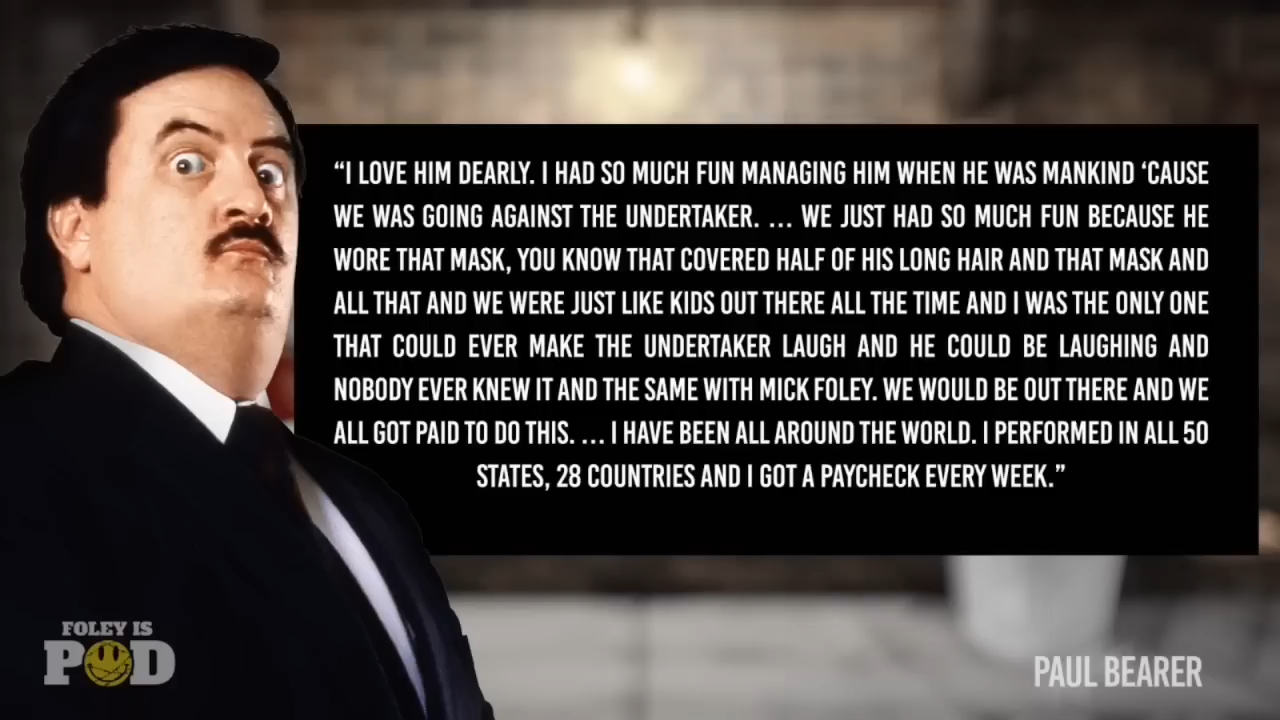 “I LOVE HIM DEARLY. I HAD SO MUCH FUN MANAGING HIM WHEN HE WAS MANKIND ‘CAUSE
WE WAS GOING AGAINST THE UNDERTAKER. ... WE JUST HAD SO MUCH FUN BECAUSE HE
WORE THAT MASK, YOU KNOW THAT COVERED HALF OF HIS LONG HAIR AND THAT MASK AND
ALL THAT AND WE WERE JUST LIKE KIDS OUT THERE ALL THE TIME AND I WAS THE ONLY ONE
THAT COULD EVER MAKE THE UNDERTAKER LAUGH AND HE COULD BE LAUGHING AND
NOBODY EVER KNEW IT AND THE SAME WITH MICK FOLEY. WE WOULD BE OUT THERE AND WE
ALL GOT PAID TO DO THIS. ... I HAVE BEEN ALL AROUND THE WORLD. I PERFORMED IN ALL 50
STATES, 28 COUNTRIES AND I GOT A PAYCHECK EVERY WEEK.”
FOLEY IS
POD
PAUL BEARER